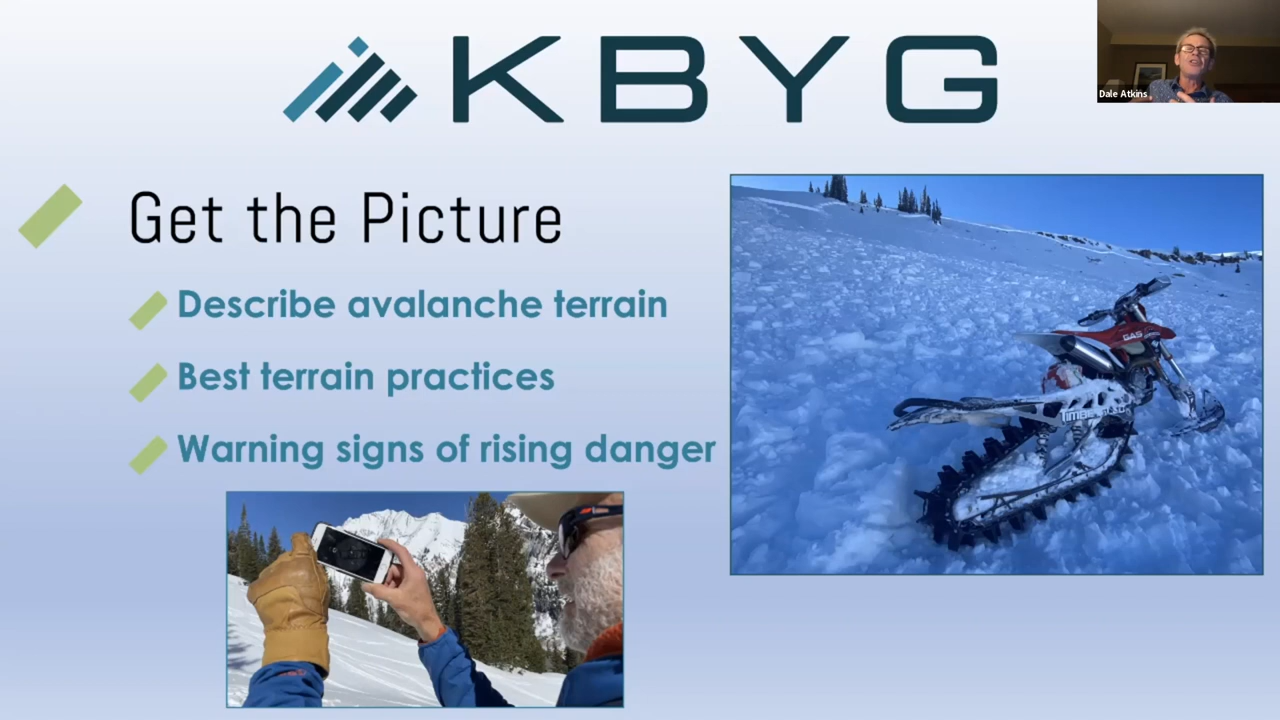 KBYG
Dale Atkins
Get the Picture
Describe avalanche terrain
Best terrain practices
Warning signs of rising danger
GAS